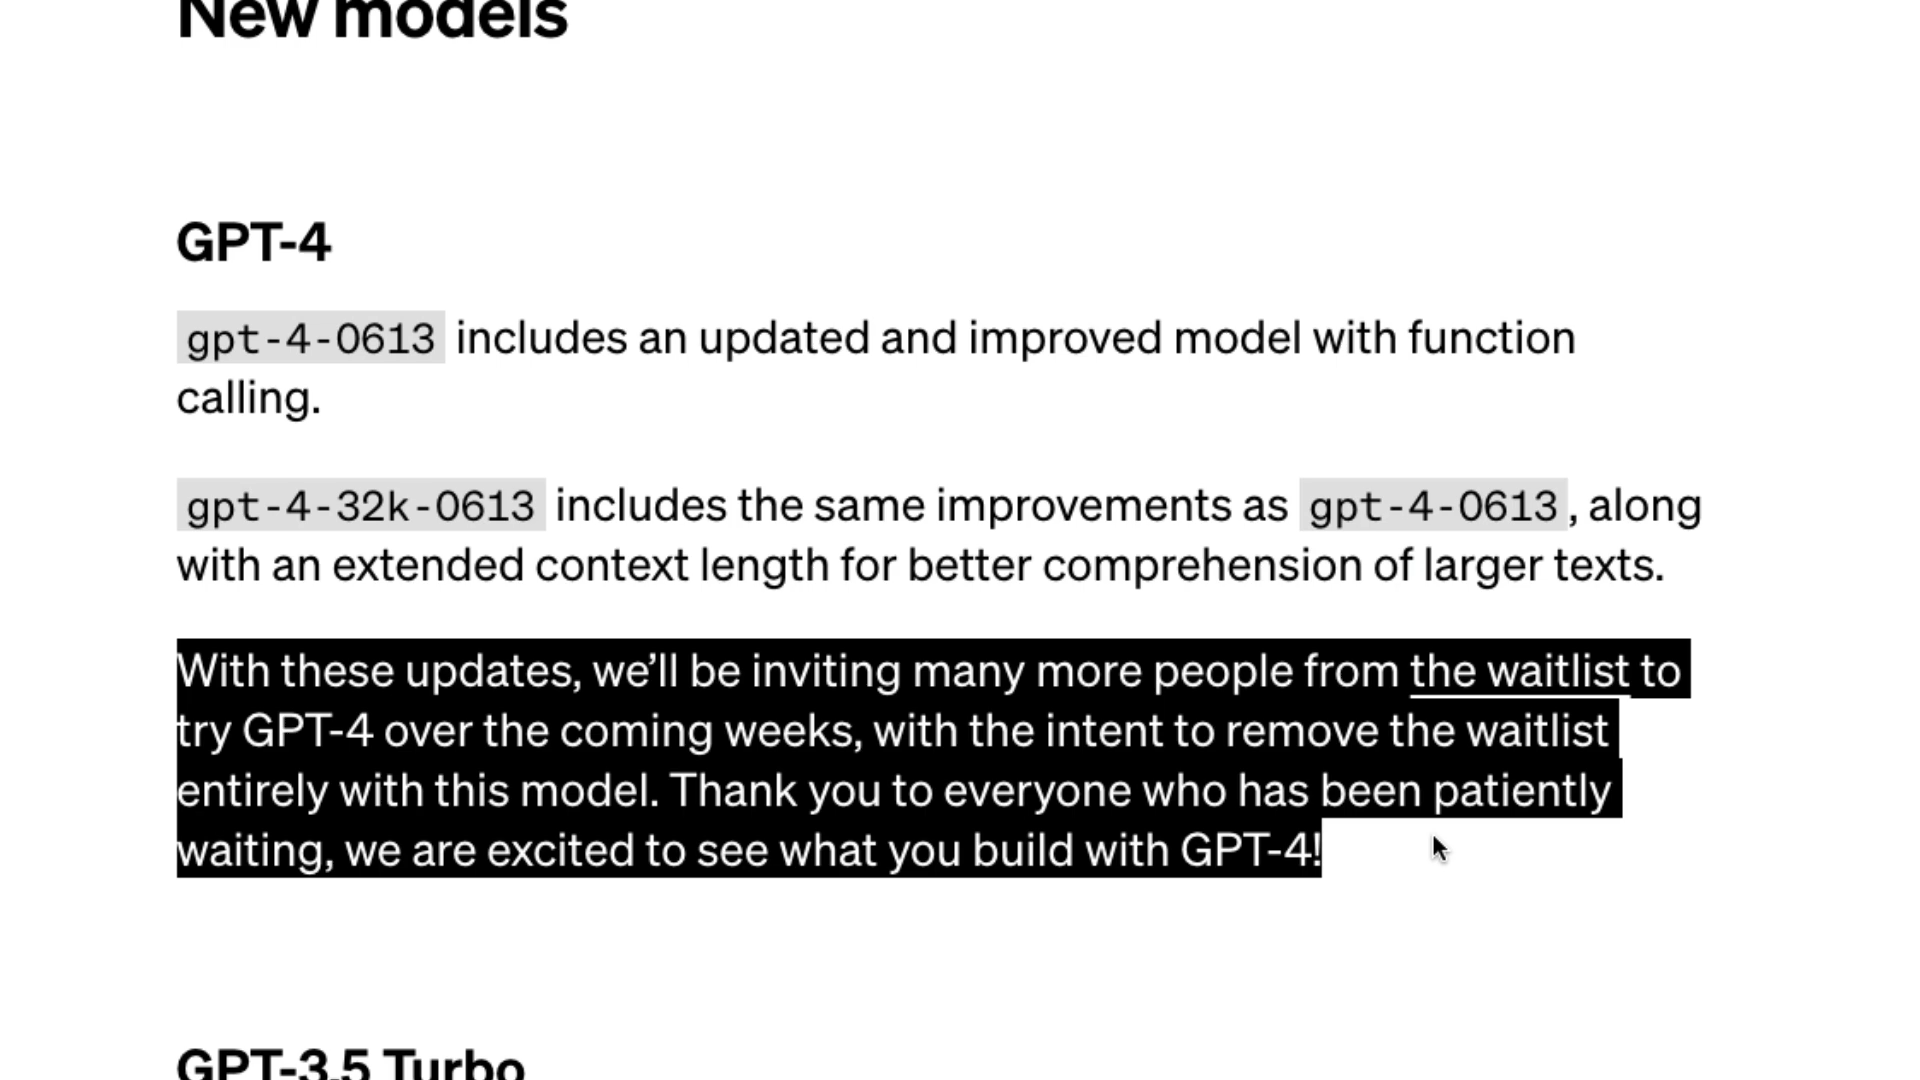 New models
GPT-4
gpt-4-0613 includes an updated and improved model with function
calling.
gpt-4-32k-0613 includes the same improvements as gpt-4-0613, along
with an extended context length for better comprehension of larger texts.
With these updates, we’ll be inviting many more people from the waitlist to
try GPT-4 over the coming weeks, with the intent to remove the waitlist
entirely with this model. Thank you to everyone who has been patiently
waiting, we are excited to see what you build with GPT-4!
GPT-3.5 Turbo